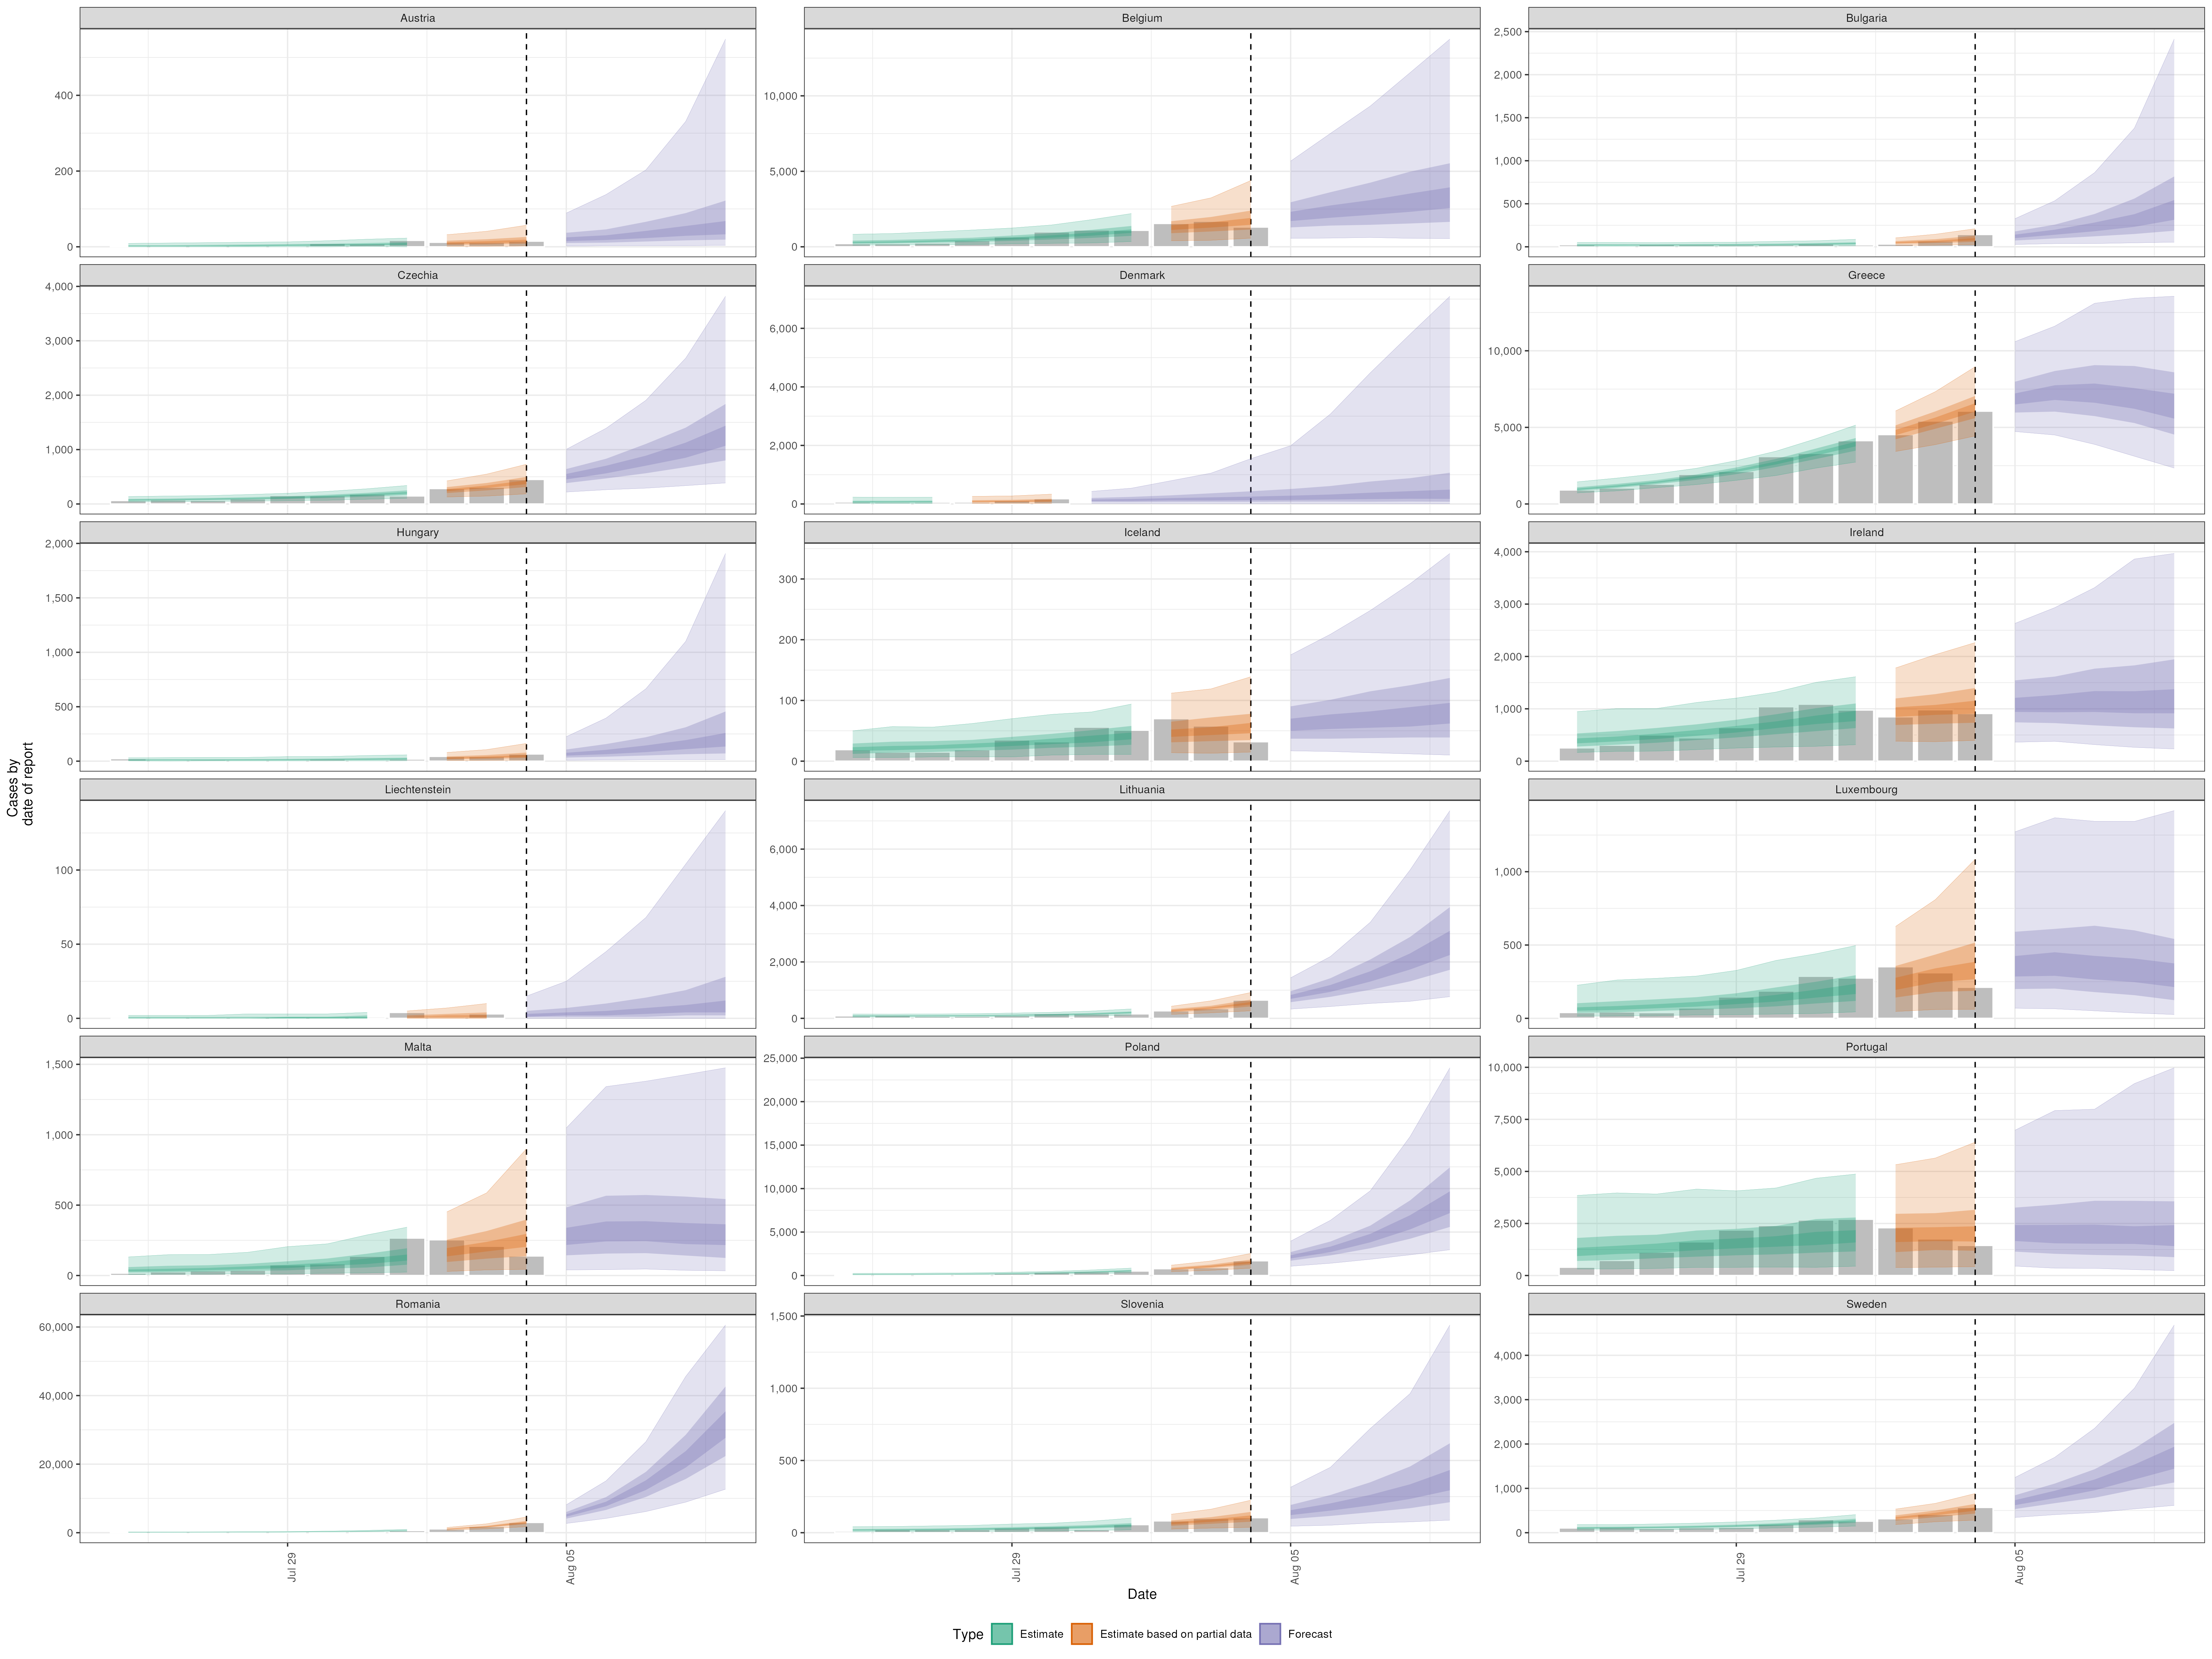 Austria
Belgium
Bulgaria
400
200
0
10,000
5,000
0
2,500
2,000
1,500
1,000
500
0
Czechia
Denmark
Greece
4,000
3,000
2,000
1,000
0
6,000
4,000
2,000
0
10,000
5,000
0
Hungary
Iceland
Ireland
2,000
1,500
1,000
500
0
300
200
100
0
4,000
3,000
2,000
1,000
0
Cases by
date of report
Liechtenstein
Lithuania
Luxembourg
100
50
0
6,000
4,000
2,000
0
1,000
500
0
Malta
Poland
Portugal
1,500
1,000
500
0
25,000
20,000
15,000
10,000
5,000
0
10,000
7,500
5,000
2,500
0
Romania
Slovenia
Sweden
60,000
40,000
20,000
0
1,500
1,000
500
0
4,000
3,000
2,000
1,000
0
Jul 29
Aug 05
Jul 29
Aug 05
Jul 29
Aug 05
Date
Type
Estimate
Estimate based on partial data
Forecast